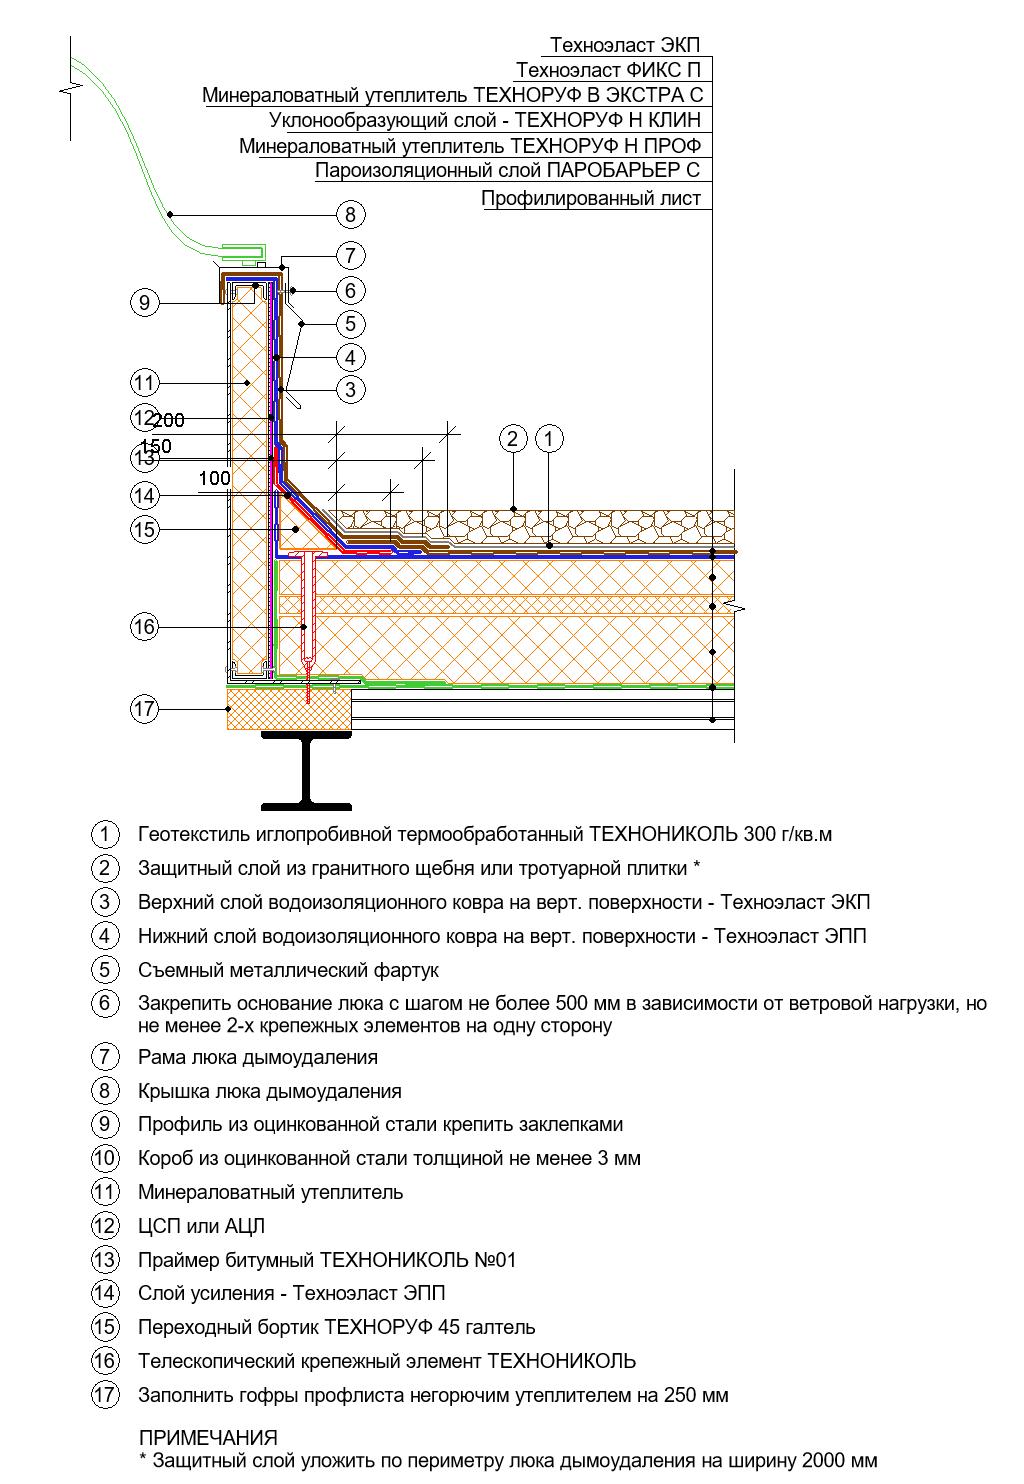 Техноэласт ЭКП
Техноэласт ФИКС П
Минераловатный утеплитель ТЕХНОРУФ В ЭКСТРА С
Уклонообразующий слой - ТЕХНОРУФ Н КЛИН
Минераловатный утеплитель ТЕХНОРУФ Н ПРОФ
Пароизоляционный слой ПАРОБАРЬЕР С
Профилированный лист
8
7
6
9
5
4
3
11
12
200
2
1
150
13
100
14
15
16
17
1 Геотекстиль иглопробивной термообработанный ТЕХНОНИКОЛЬ 300 г/кв.м
2 Защитный слой из гранитного щебня или тротуарной плитки *
3 Верхний слой водоизоляционного ковра на верт. поверхности - Техноэласт ЭКП
4 Нижний слой водоизоляционного ковра на верт. поверхности - Техноэласт ЭПП
5 Съемный металлический фартук
6 Закрепить основание люка с шагом не более 500 мм в зависимости от ветровой нагрузки, но
не менее 2-х крепежных элементов на одну сторону
7 Рама люка дымоудаления
8 Крышка люка дымоудаления
9 Профиль из оцинкованной стали крепить заклепками
10 Короб из оцинкованной стали толщиной не менее 3 мм
11 Минераловатный утеплитель
12 ЦСП или АЦЛ
13 Праймер битумный ТЕХНОНИКОЛЬ №01
14 Слой усиления - Техноэласт ЭПП
15 Переходный бортик ТЕХНОРУФ 45 галтель
16 Телескопический крепежный элемент ТЕХНОНИКОЛЬ
17 Заполнить гофры профлиста негорючим утеплителем на 250 мм
ПРИМЕЧАНИЯ
* Защитный слой уложить по периметру люка дымоудаления на ширину 2000 мм